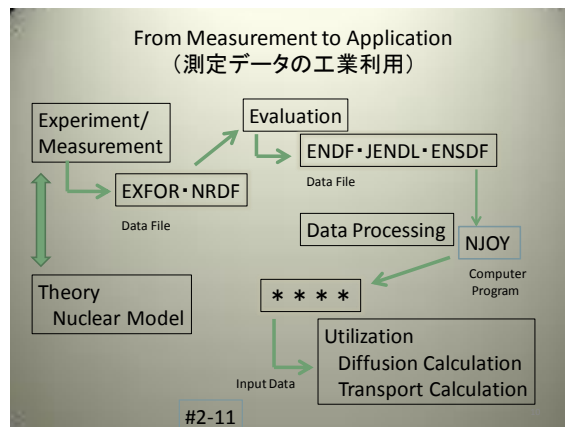 From Measurement to Application
（測定データの工業利用）
Experiment/
Measurement
EXFOR・NRDF
Data File
Evaluation
ENDF・JENDL・ENSDF
Data File
Data Processing
NJOY
Computer
Program
Theory
Nuclear Model
＊＊＊＊
Input Data
Utilization
Diffusion Calculation
Transport Calculation
#2-11